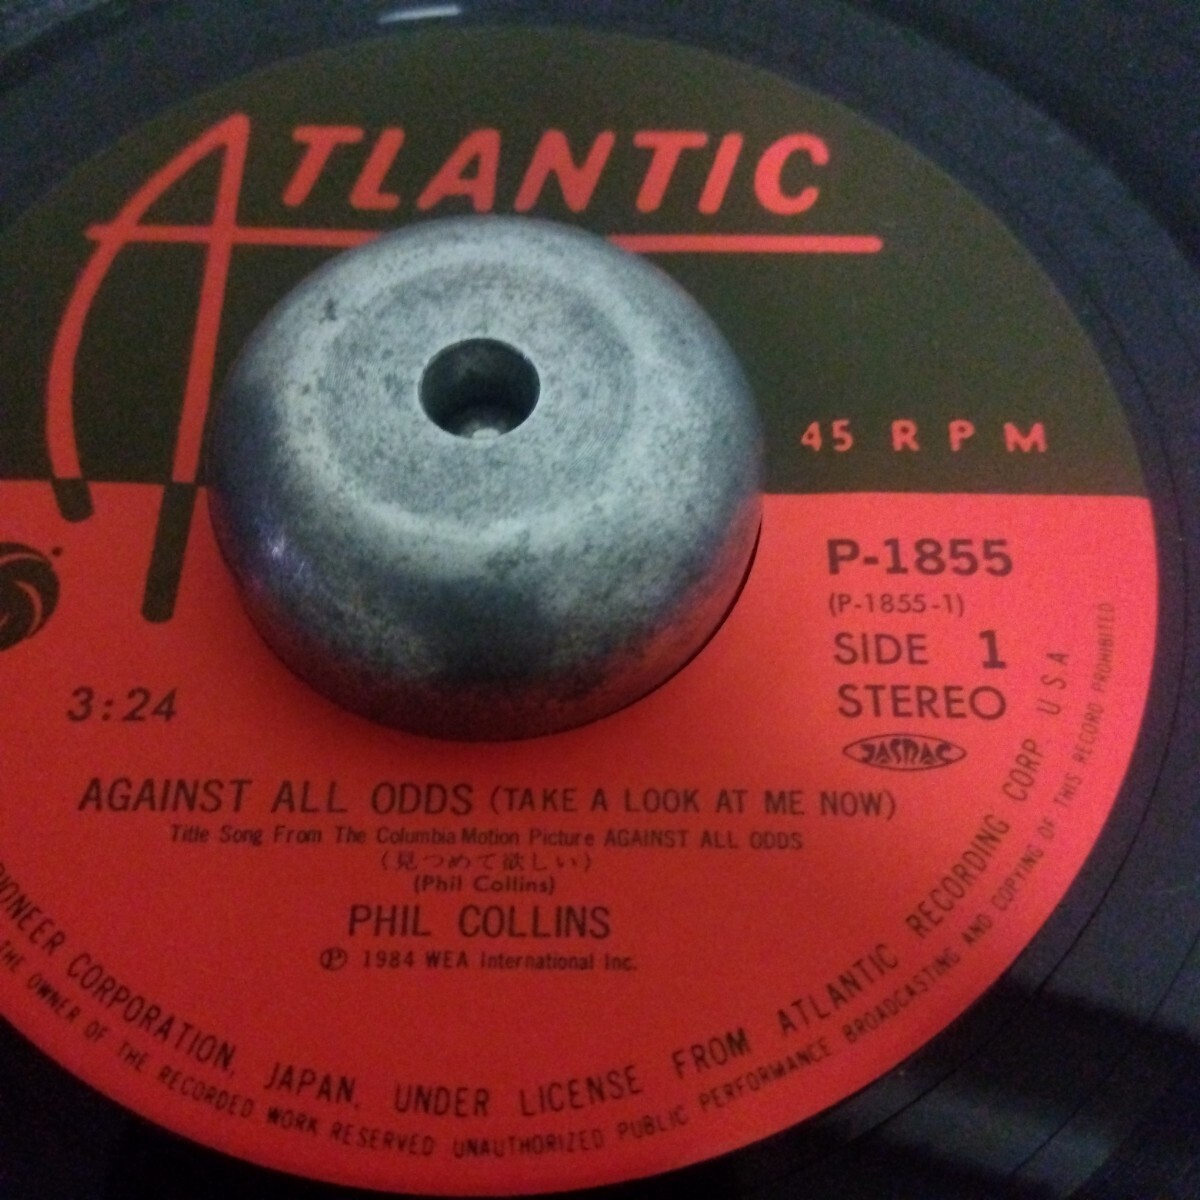 ATLANTIC
45 RPM
P-1855
(P-1855-1)
SIDE 1
STEREO
JASRAC
3:24
AGAINST ALL ODDS (TAKE A LOOK AT ME NOW)
Title Song From The Columbia Motion Picture AGAINST ALL ODDS
(見つめて欲しい)
(Phil Collins)
PHIL COLLINS
Ⓟ 1984 WEA International Inc.
PIONEER CORPORATION, JAPAN, UNDER LICENSE FROM ATLANTIC RECORDING CORP. U.S.A
THE OWNER OF THE RECORDED WORK RESERVED UNAUTHORIZED PUBLIC PERFORMANCE BROADCASTING AND COPYING OF THIS RECORD PROHIBITED